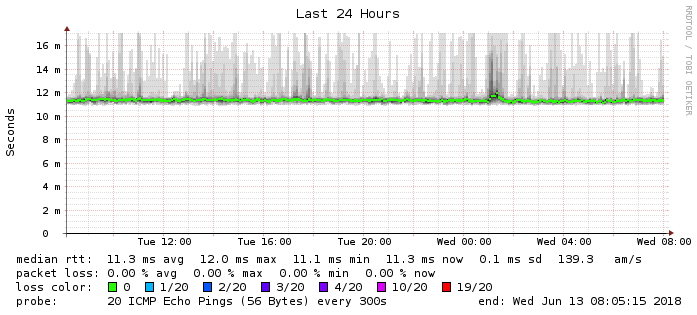 Last 24 Hours
RRDTOOL / TOBI OETIKER
Seconds
16 m
14 m
12 m
10 m
8 m
6 m
4 m
2 m
0
Tue 12:00 Tue 16:00 Tue 20:00 Wed 00:00 Wed 04:00 Wed 08:00
median rtt: 11.3 ms avg 12.0 ms max 11.1 ms min 11.3 ms now 0.1 ms sd 139.3 am/s
packet loss: 0.00 % avg 0.00 % max 0.00 % min 0.00 % now
loss color: 0 1/20 2/20 3/20 4/20 10/20 19/20
probe: 20 ICMP Echo Pings (56 Bytes) every 300s end: Wed Jun 13 08:05:15 2018